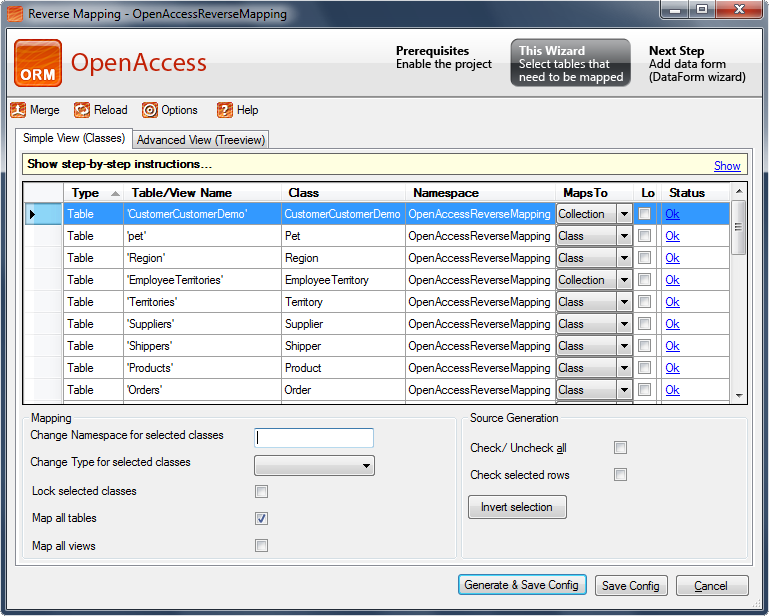 Reverse Mapping - OpenAccessReverseMapping
ORM OpenAccess
Prerequisites
Enable the project
This Wizard
Select tables that
need to be mapped
Next Step
Add data form
(DataForm wizard)
Merge Reload Options Help
Simple View (Classes) Advanced View (Treeview)
Show step-by-step instructions... Show
Type Table/View Name Class Namespace MapsTo Lo Status
Table 'CustomerCustomerDemo' CustomerCustomerDemo OpenAccessReverseMapping Collection Ok
Table 'pet' Pet OpenAccessReverseMapping Class Ok
Table 'Region' Region OpenAccessReverseMapping Class Ok
Table 'EmployeeTerritories' EmployeeTerritory OpenAccessReverseMapping Collection Ok
Table 'Territories' Territory OpenAccessReverseMapping Class Ok
Table 'Suppliers' Supplier OpenAccessReverseMapping Class Ok
Table 'Shippers' Shipper OpenAccessReverseMapping Class Ok
Table 'Products' Product OpenAccessReverseMapping Class Ok
Table 'Orders' Order OpenAccessReverseMapping Class Ok
Mapping
Change Namespace for selected classes
Change Type for selected classes
Lock selected classes
Map all tables
Map all views
Source Generation
Check/ Uncheck all
Check selected rows
Invert selection
Generate & Save Config Save Config Cancel